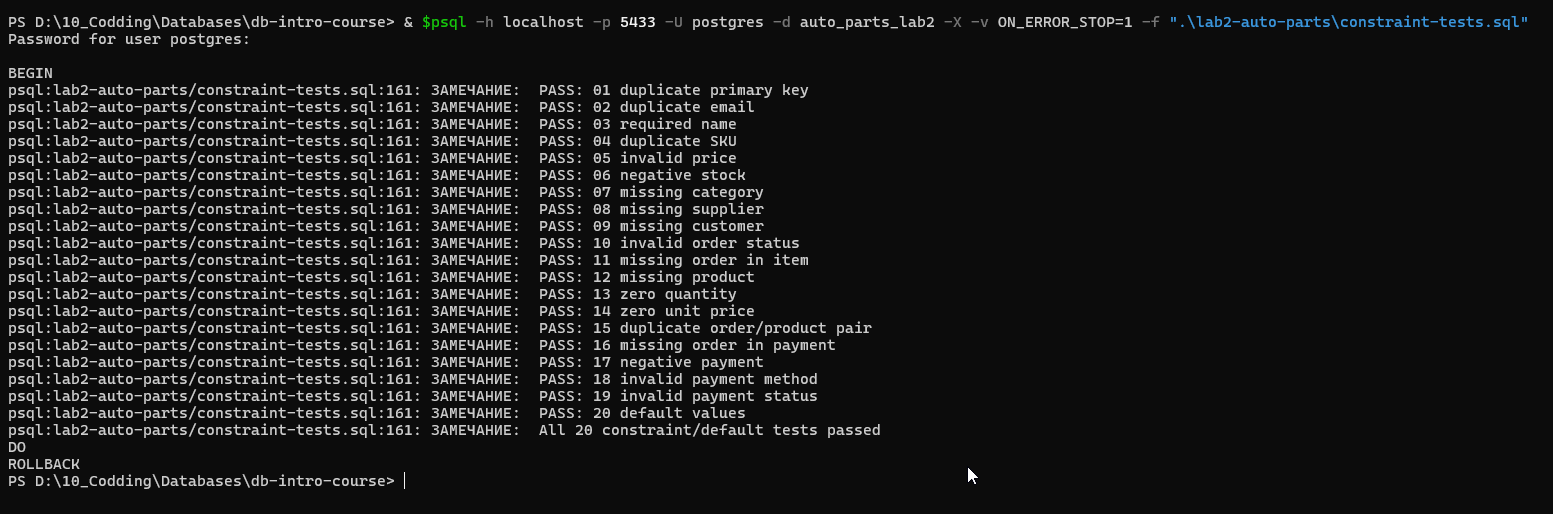 PS D:\10_Codding\Databases\db-intro-course> & $psql -h localhost -p 5433 -U postgres -d auto_parts_lab2 -X -v ON_ERROR_STOP=1 -f ".\lab2-auto-parts\constraint-tests.sql"
Password for user postgres:
BEGIN
psql:lab2-auto-parts/constraint-tests.sql:161: ЗАМЕЧАНИЕ:  PASS: 01 duplicate primary key
psql:lab2-auto-parts/constraint-tests.sql:161: ЗАМЕЧАНИЕ:  PASS: 02 duplicate email
psql:lab2-auto-parts/constraint-tests.sql:161: ЗАМЕЧАНИЕ:  PASS: 03 required name
psql:lab2-auto-parts/constraint-tests.sql:161: ЗАМЕЧАНИЕ:  PASS: 04 duplicate SKU
psql:lab2-auto-parts/constraint-tests.sql:161: ЗАМЕЧАНИЕ:  PASS: 05 invalid price
psql:lab2-auto-parts/constraint-tests.sql:161: ЗАМЕЧАНИЕ:  PASS: 06 negative stock
psql:lab2-auto-parts/constraint-tests.sql:161: ЗАМЕЧАНИЕ:  PASS: 07 missing category
psql:lab2-auto-parts/constraint-tests.sql:161: ЗАМЕЧАНИЕ:  PASS: 08 missing supplier
psql:lab2-auto-parts/constraint-tests.sql:161: ЗАМЕЧАНИЕ:  PASS: 09 missing customer
psql:lab2-auto-parts/constraint-tests.sql:161: ЗАМЕЧАНИЕ:  PASS: 10 invalid order status
psql:lab2-auto-parts/constraint-tests.sql:161: ЗАМЕЧАНИЕ:  PASS: 11 missing order in item
psql:lab2-auto-parts/constraint-tests.sql:161: ЗАМЕЧАНИЕ:  PASS: 12 missing product
psql:lab2-auto-parts/constraint-tests.sql:161: ЗАМЕЧАНИЕ:  PASS: 13 zero quantity
psql:lab2-auto-parts/constraint-tests.sql:161: ЗАМЕЧАНИЕ:  PASS: 14 zero unit price
psql:lab2-auto-parts/constraint-tests.sql:161: ЗАМЕЧАНИЕ:  PASS: 15 duplicate order/product pair
psql:lab2-auto-parts/constraint-tests.sql:161: ЗАМЕЧАНИЕ:  PASS: 16 missing order in payment
psql:lab2-auto-parts/constraint-tests.sql:161: ЗАМЕЧАНИЕ:  PASS: 17 negative payment
psql:lab2-auto-parts/constraint-tests.sql:161: ЗАМЕЧАНИЕ:  PASS: 18 invalid payment method
psql:lab2-auto-parts/constraint-tests.sql:161: ЗАМЕЧАНИЕ:  PASS: 19 invalid payment status
psql:lab2-auto-parts/constraint-tests.sql:161: ЗАМЕЧАНИЕ:  PASS: 20 default values
psql:lab2-auto-parts/constraint-tests.sql:161: ЗАМЕЧАНИЕ:  All 20 constraint/default tests passed
DO
ROLLBACK
PS D:\10_Codding\Databases\db-intro-course>